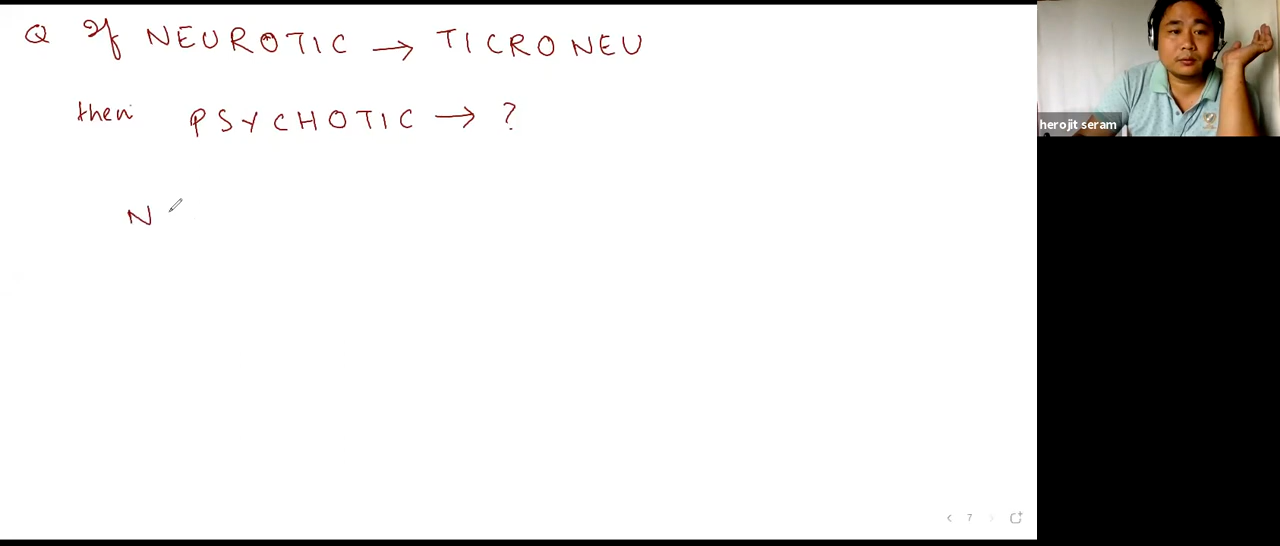 Q If NEUROTIC → TICRONEU
then PSYCHOTIC → ?
N
herojit seram
7